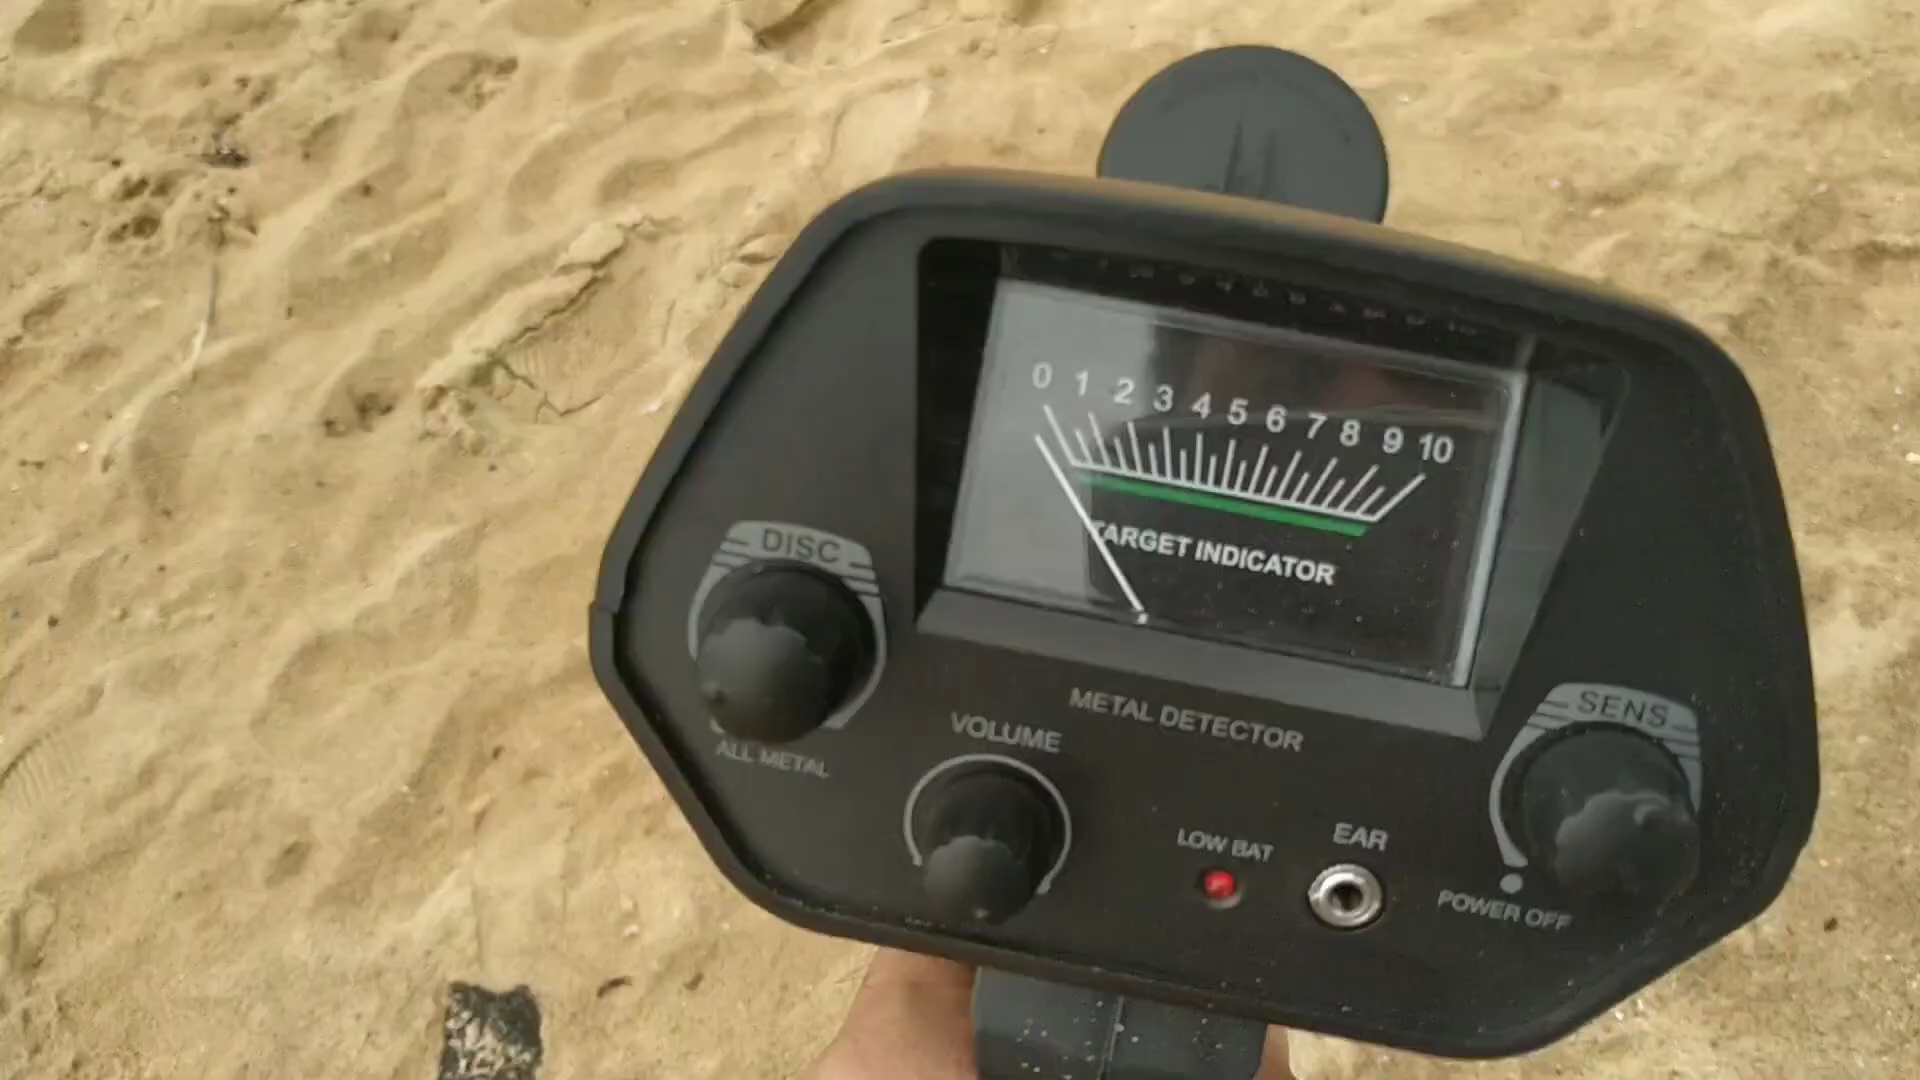 0 1 2 3 4 5 6 7 8 9 10
TARGET INDICATOR
DISC
ALL METAL
METAL DETECTOR
VOLUME
SENS
LOW BAT
EAR
POWER OFF